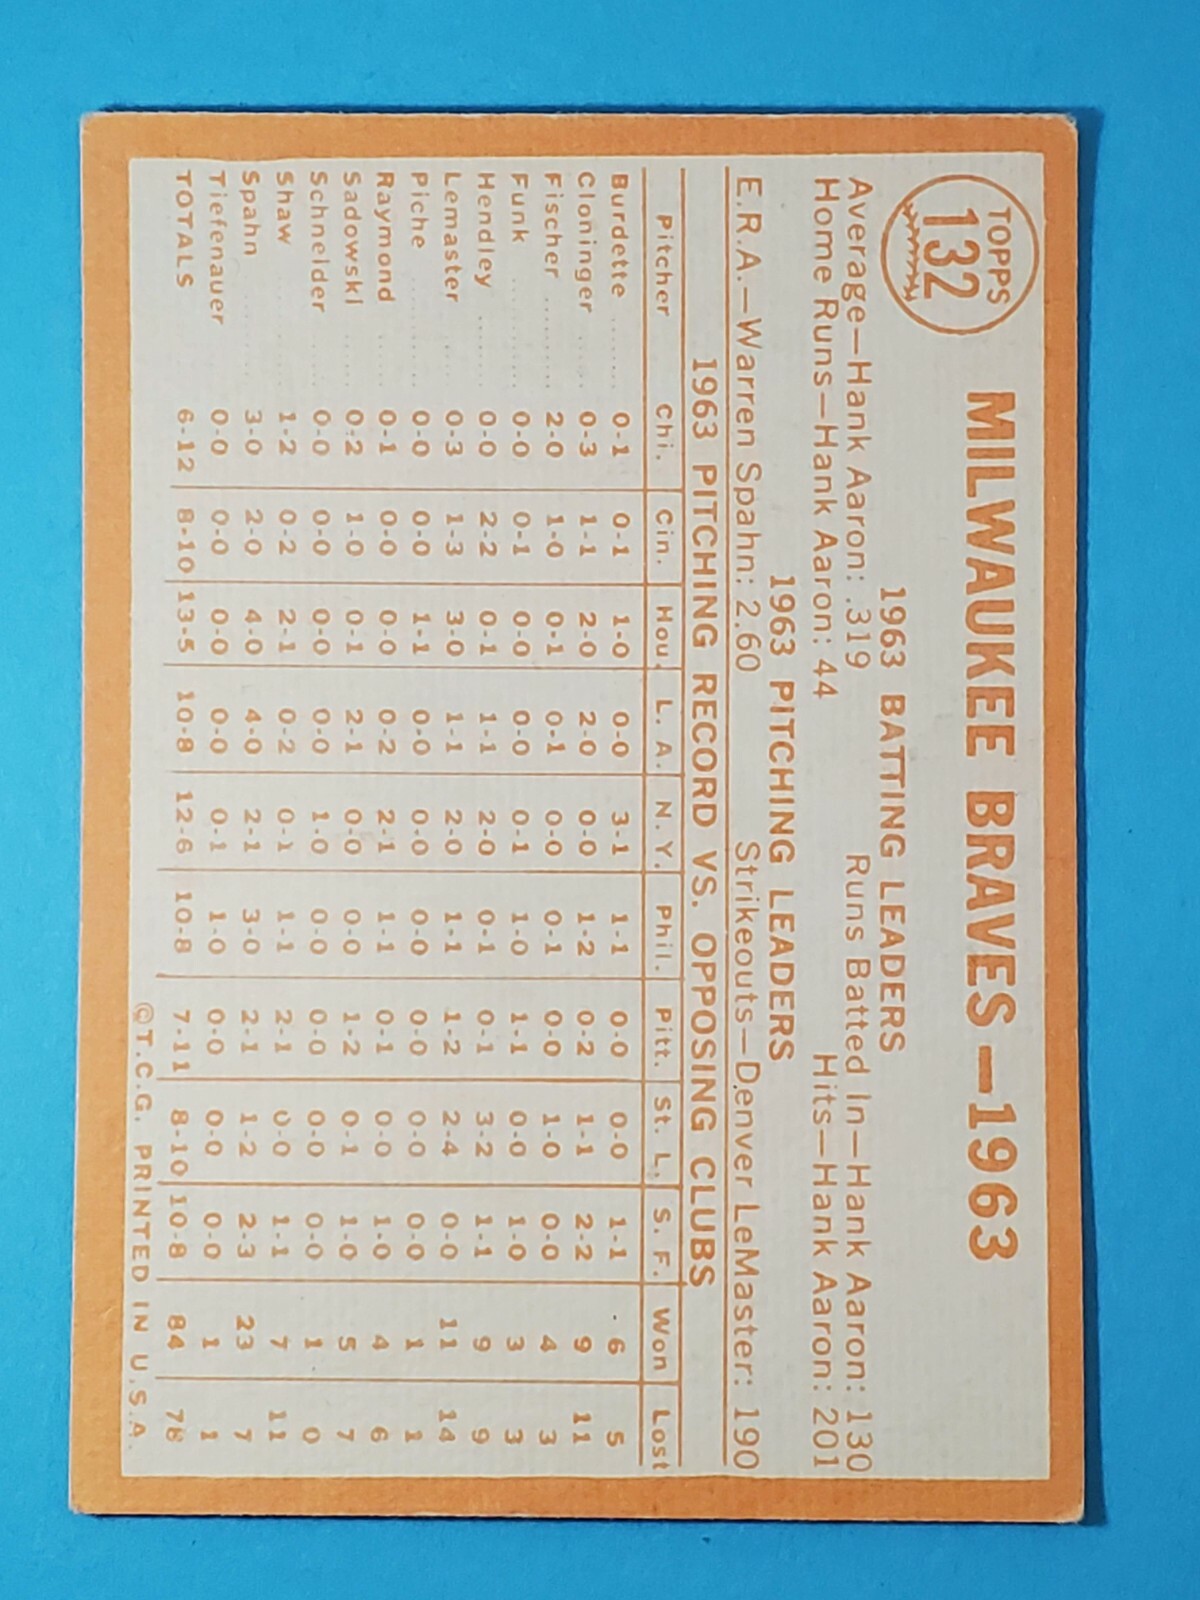 TOPPS
132
MILWAUKEE BRAVES—1963
1963 BATTING LEADERS
Average—Hank Aaron: .319 Runs Batted In—Hank Aaron: 130
Home Runs—Hank Aaron: 44 Hits—Hank Aaron: 201
1963 PITCHING LEADERS
E.R.A.—Warren Spahn: 2.60 Strikeouts—Denver LeMaster: 190
1963 PITCHING RECORD VS. OPPOSING CLUBS
Pitcher Chi. Cin. Hou. L. A. N. Y. Phil. Pitt. St. L. S. F. Won Lost
Burdette ........ 0-1 0-1 1-0 0-0 3-1 1-1 0-0 0-0 1-1 6 5
Cloninger ..... 0-3 1-1 2-0 2-0 0-0 1-2 0-2 1-1 2-2 9 11
Fischer ......... 2-0 1-0 0-1 0-1 0-0 0-1 0-0 1-0 0-0 4 3
Funk ........... 0-0 0-1 0-0 0-0 0-1 1-0 1-1 0-0 1-0 3 3
Hendley ....... 0-0 2-2 0-1 1-1 2-0 0-1 0-1 3-2 1-1 9 9
Lemaster ..... 0-3 1-3 3-0 1-1 2-0 1-1 1-2 2-4 0-0 11 14
Piche .......... 0-0 0-0 1-1 0-0 0-0 0-0 0-0 0-0 0-0 1 1
Raymond ..... 0-1 0-0 0-0 0-2 2-1 1-1 0-1 0-0 1-0 4 6
Sadowski ..... 0-2 1-0 0-1 2-1 0-0 0-0 1-2 0-1 1-0 5 7
Schneider .... 0-0 0-0 0-0 0-0 1-0 0-0 0-0 0-0 0-0 1 0
Shaw .......... 1-2 0-2 2-1 0-2 0-1 1-1 2-1 0-0 1-1 7 11
Spahn ......... 3-0 2-0 4-0 4-0 2-1 3-0 2-1 1-2 2-3 23 7
Tiefenauer .. 0-0 0-0 0-0 0-0 0-1 1-0 0-0 0-0 0-0 1 1
TOTALS ...... 6-12 8-10 13-5 10-8 12-6 10-8 7-11 8-10 10-8 84 78
©T.C.G. PRINTED IN U.S.A.